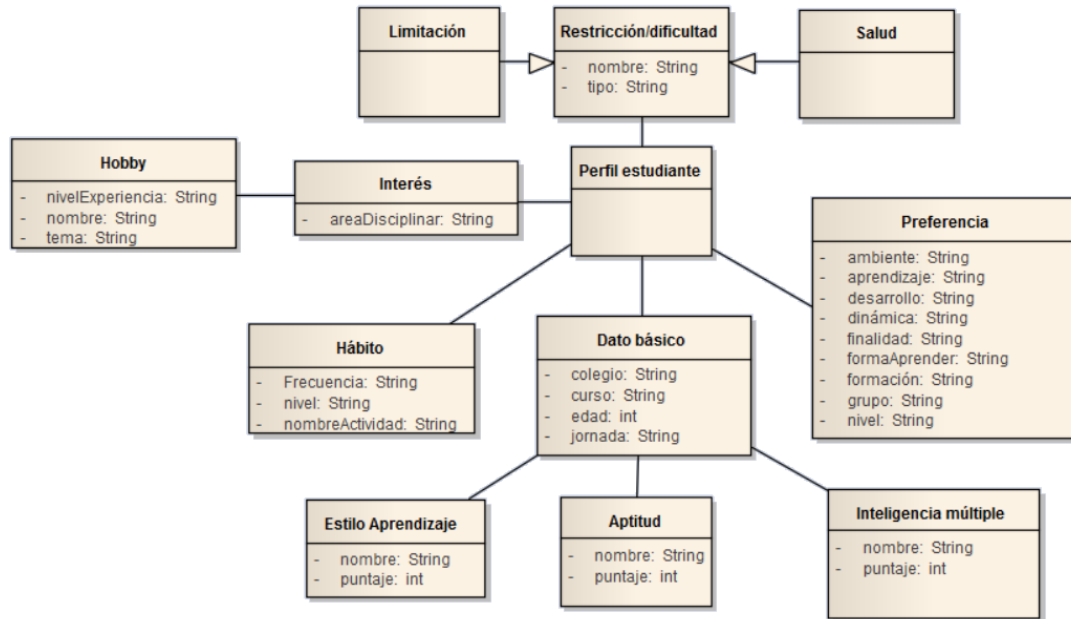 Limitación
Restricción/dificultad
- nombre: String
- tipo: String
Salud
Hobby
- nivelExperiencia: String
- nombre: String
- tema: String
Interés
- areaDisciplinar: String
Perfil estudiante
Preferencia
- ambiente: String
- aprendizaje: String
- desarrollo: String
- dinámica: String
- finalidad: String
- formaAprender: String
- formación: String
- grupo: String
- nivel: String
Hábito
- Frecuencia: String
- nivel: String
- nombreActividad: String
Dato básico
- colegio: String
- curso: String
- edad: int
- jornada: String
Estilo Aprendizaje
- nombre: String
- puntaje: int
Aptitud
- nombre: String
- puntaje: int
Inteligencia múltiple
- nombre: String
- puntaje: int